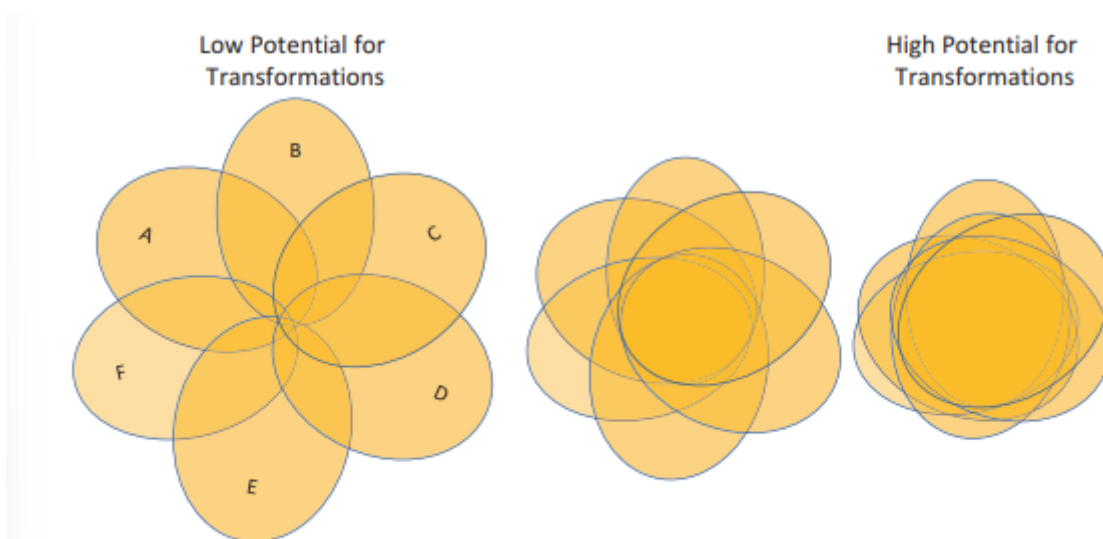 Low Potential for
Transformations
High Potential for
Transformations
B
A
C
F
D
E